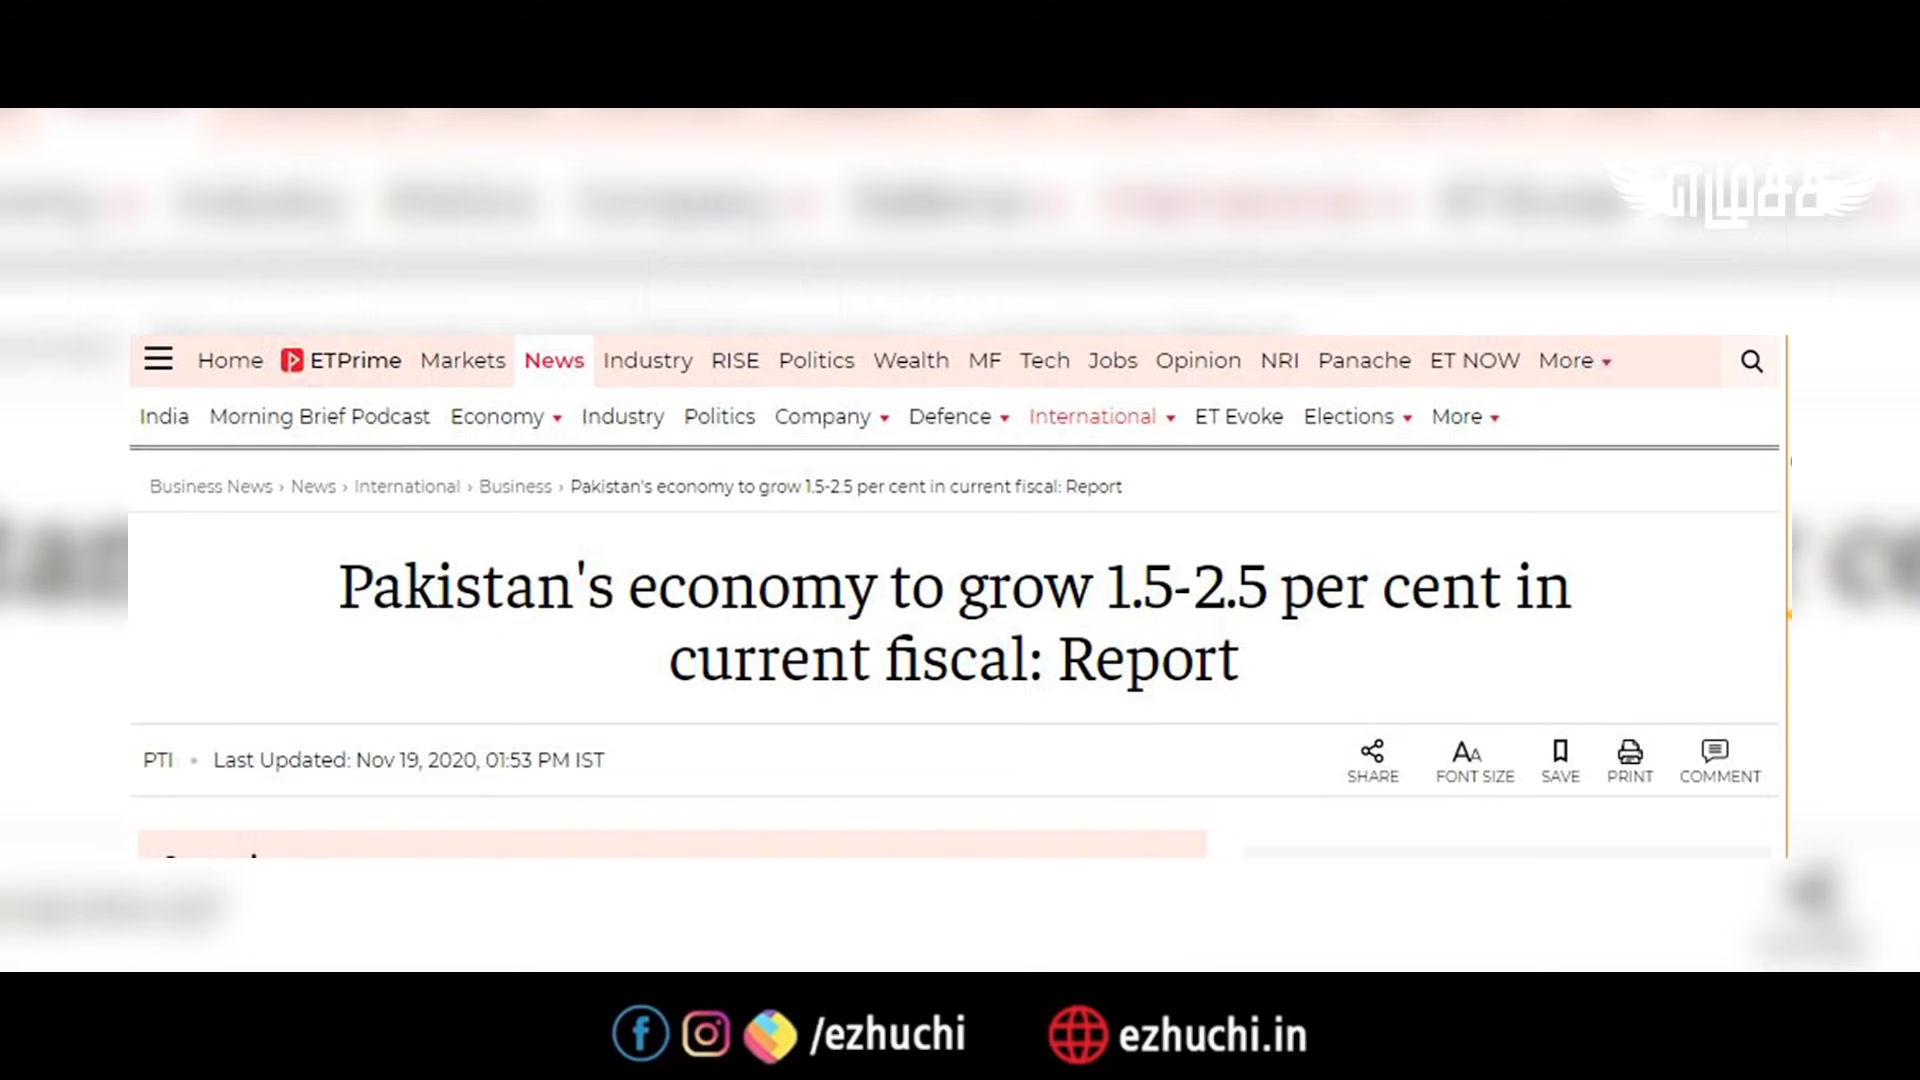 எழுச்சி
Home ETPrime Markets News Industry RISE Politics Wealth MF Tech Jobs Opinion NRI Panache ET NOW More
India Morning Brief Podcast Economy Industry Politics Company Defence International ET Evoke Elections More
Business News › News › International › Business › Pakistan's economy to grow 1.5-2.5 per cent in current fiscal: Report
Pakistan's economy to grow 1.5-2.5 per cent in
current fiscal: Report
PTI • Last Updated: Nov 19, 2020, 01:53 PM IST
SHARE FONT SIZE SAVE PRINT COMMENT
/ezhuchi ezhuchi.in